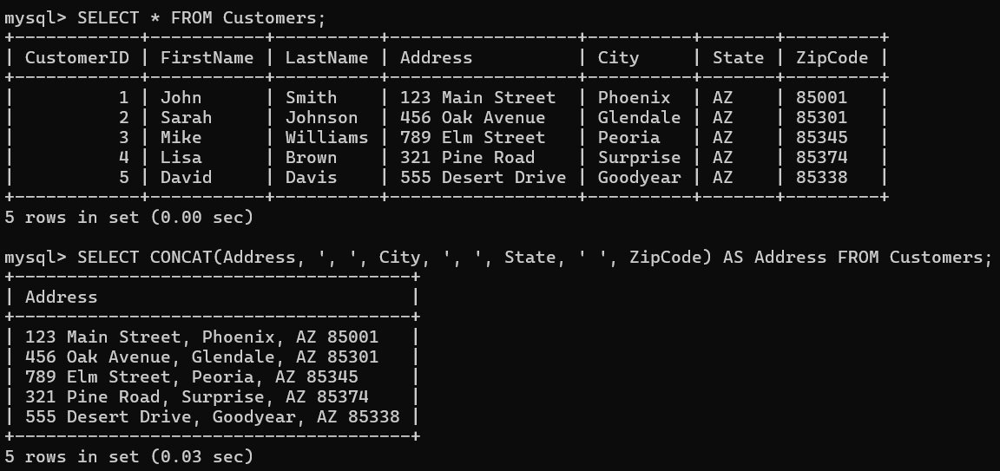 mysql> SELECT * FROM Customers;
+------------+-----------+----------+------------------+----------+-------+---------+
| CustomerID | FirstName | LastName | Address          | City     | State | ZipCode |
+------------+-----------+----------+------------------+----------+-------+---------+
|          1 | John      | Smith    | 123 Main Street  | Phoenix  | AZ    | 85001   |
|          2 | Sarah     | Johnson  | 456 Oak Avenue   | Glendale | AZ    | 85301   |
|          3 | Mike      | Williams | 789 Elm Street   | Peoria   | AZ    | 85345   |
|          4 | Lisa      | Brown    | 321 Pine Road    | Surprise | AZ    | 85374   |
|          5 | David     | Davis    | 555 Desert Drive | Goodyear | AZ    | 85338   |
+------------+-----------+----------+------------------+----------+-------+---------+
5 rows in set (0.00 sec)

mysql> SELECT CONCAT(Address, ', ', City, ', ', State, ' ', ZipCode) AS Address FROM Customers;
+--------------------------------------+
| Address                              |
+--------------------------------------+
| 123 Main Street, Phoenix, AZ 85001   |
| 456 Oak Avenue, Glendale, AZ 85301   |
| 789 Elm Street, Peoria, AZ 85345     |
| 321 Pine Road, Surprise, AZ 85374    |
| 555 Desert Drive, Goodyear, AZ 85338 |
+--------------------------------------+
5 rows in set (0.03 sec)